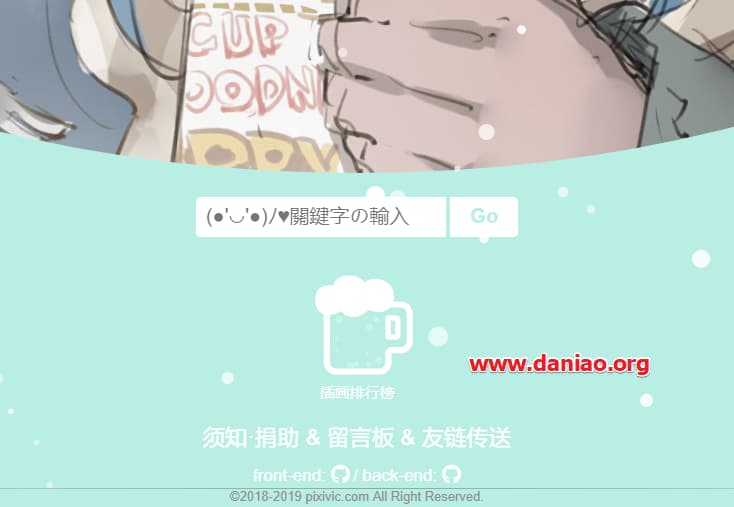 CUP
OODN
PPY
(●'◡'●)ﾉ♥關鍵字の輸入
Go
www.daniao.org
插画排行榜
须知·捐助 & 留言板 & 友链传送
front-end: / back-end:
©2018-2019 pixivic.com All Right Reserved.